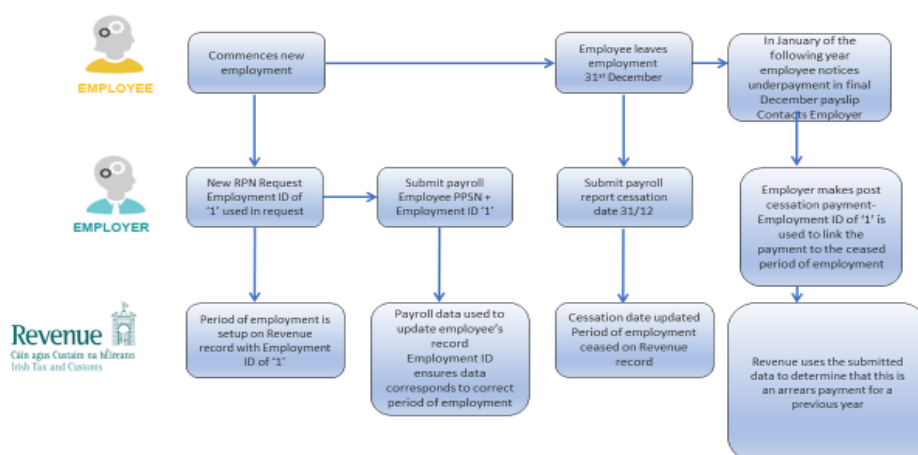 EMPLOYEE
Commences new
employment
Employee leaves
employment
31st December
In January of the
following year
employee notices
underpayment in final
December payslip
Contacts Employer
EMPLOYER
New RPN Request
Employment ID of
‘1’ used in request
Submit payroll
Employee PPSN +
Employment ID ‘1’
Submit payroll
report cessation
date 31/12
Employer makes post
cessation payment-
Employment ID of ‘1’ is
used to link the
payment to the ceased
period of employment
Revenue
Cáin agus Custaim na hÉireann
Irish Tax and Customs
Period of employment is
setup on Revenue
record with Employment
ID of ‘1’
Payroll data used to
update employee’s
record
Employment ID
ensures data
corresponds to correct
period of employment
Cessation date updated
Period of employment
ceased on Revenue
record
Revenue uses the submitted
data to determine that this is
an arrears payment for a
previous year